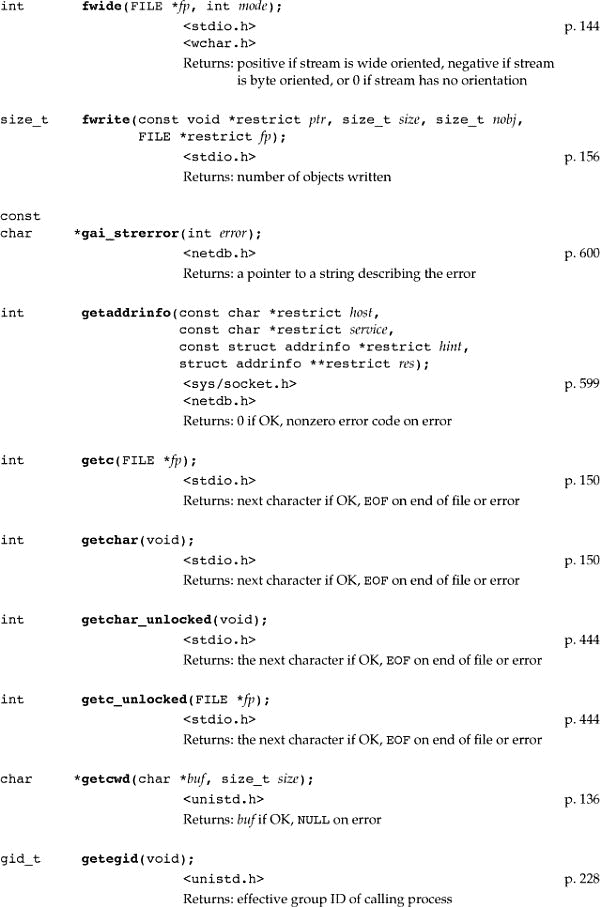 int fwide(FILE *fp, int mode);
<stdio.h> p. 144
<wchar.h>
Returns: positive if stream is wide oriented, negative if stream
is byte oriented, or 0 if stream has no orientation
size_t fwrite(const void *restrict ptr, size_t size, size_t nobj,
FILE *restrict fp);
<stdio.h> p. 156
Returns: number of objects written
const
char *gai_strerror(int error);
<netdb.h> p. 600
Returns: a pointer to a string describing the error
int getaddrinfo(const char *restrict host,
const char *restrict service,
const struct addrinfo *restrict hint,
struct addrinfo **restrict res);
<sys/socket.h> p. 599
<netdb.h>
Returns: 0 if OK, nonzero error code on error
int getc(FILE *fp);
<stdio.h> p. 150
Returns: next character if OK, EOF on end of file or error
int getchar(void);
<stdio.h> p. 150
Returns: next character if OK, EOF on end of file or error
int getchar_unlocked(void);
<stdio.h> p. 444
Returns: the next character if OK, EOF on end of file or error
int getc_unlocked(FILE *fp);
<stdio.h> p. 444
Returns: the next character if OK, EOF on end of file or error
char *getcwd(char *buf, size_t size);
<unistd.h> p. 136
Returns: buf if OK, NULL on error
gid_t getegid(void);
<unistd.h> p. 228
Returns: effective group ID of calling process